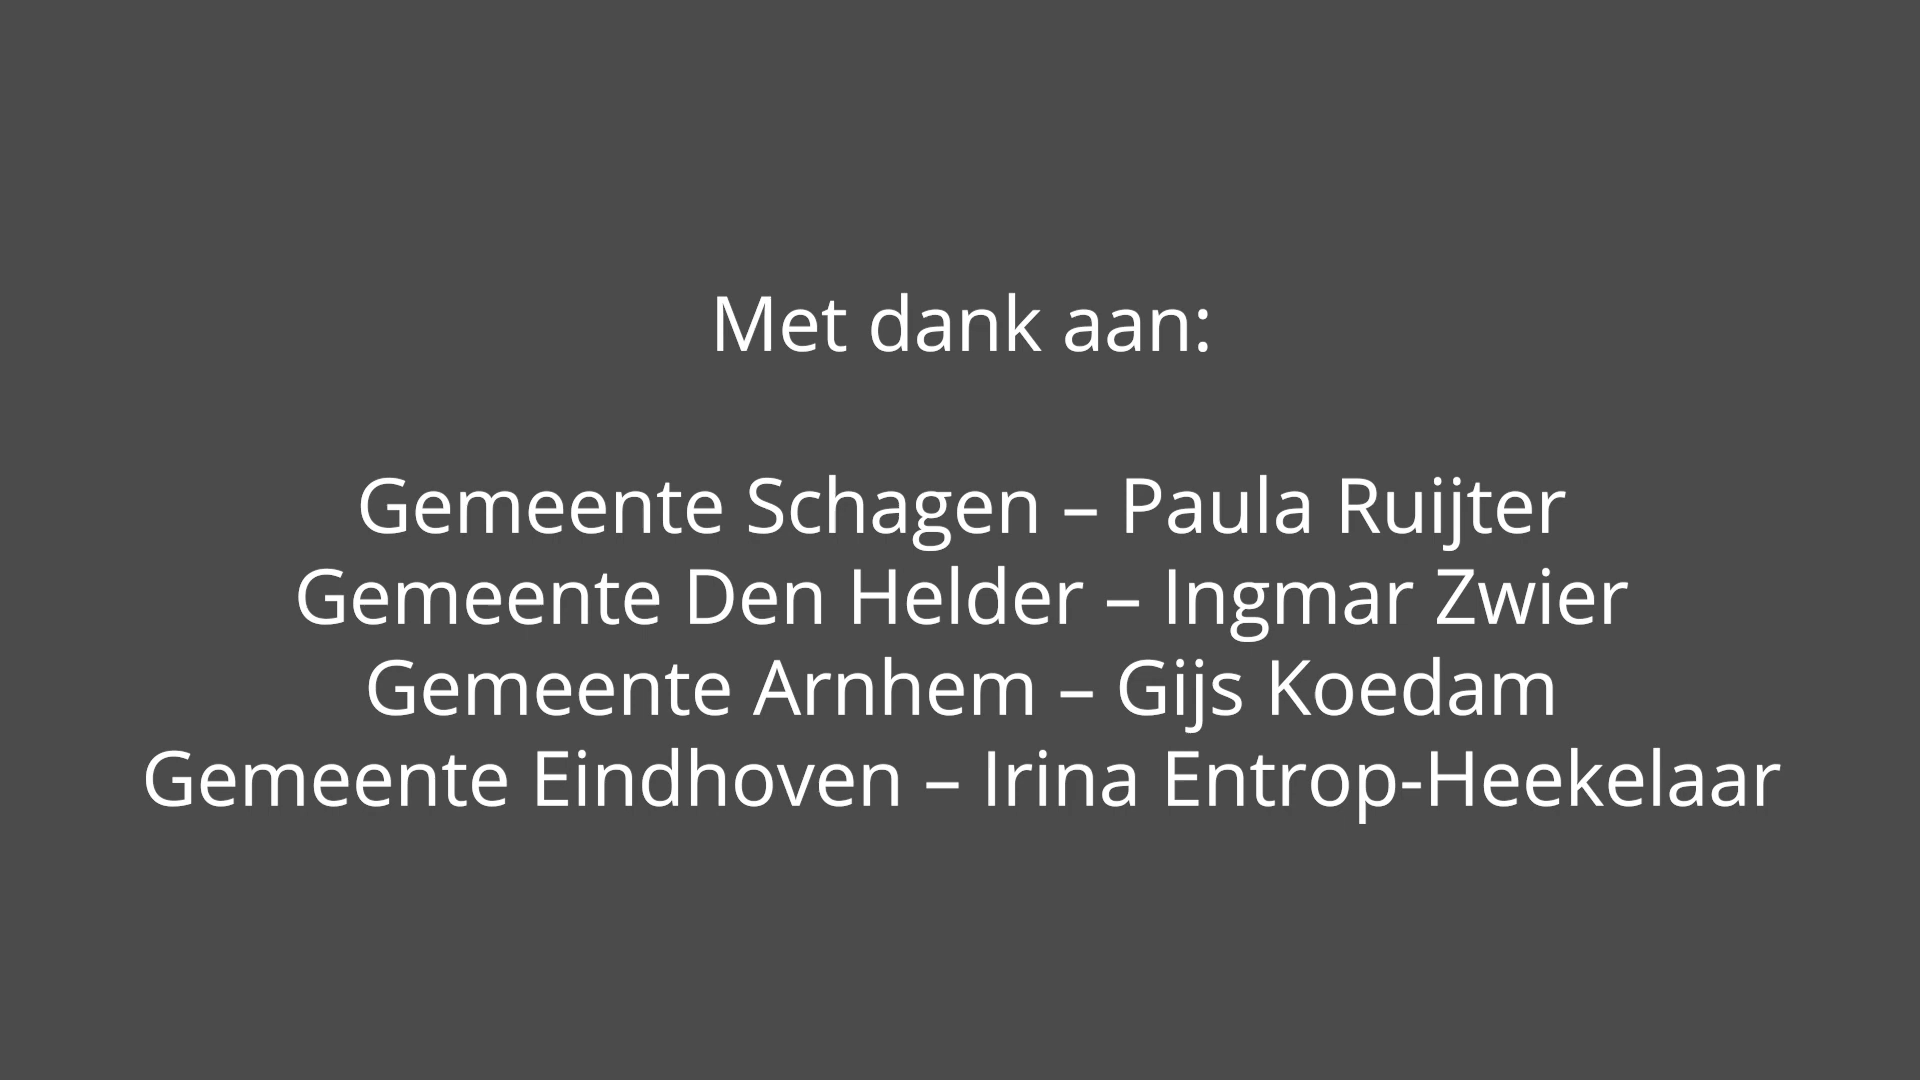 Met dank aan:
Gemeente Schagen – Paula Ruijter
Gemeente Den Helder – Ingmar Zwier
Gemeente Arnhem – Gijs Koedam
Gemeente Eindhoven – Irina Entrop-Heekelaar